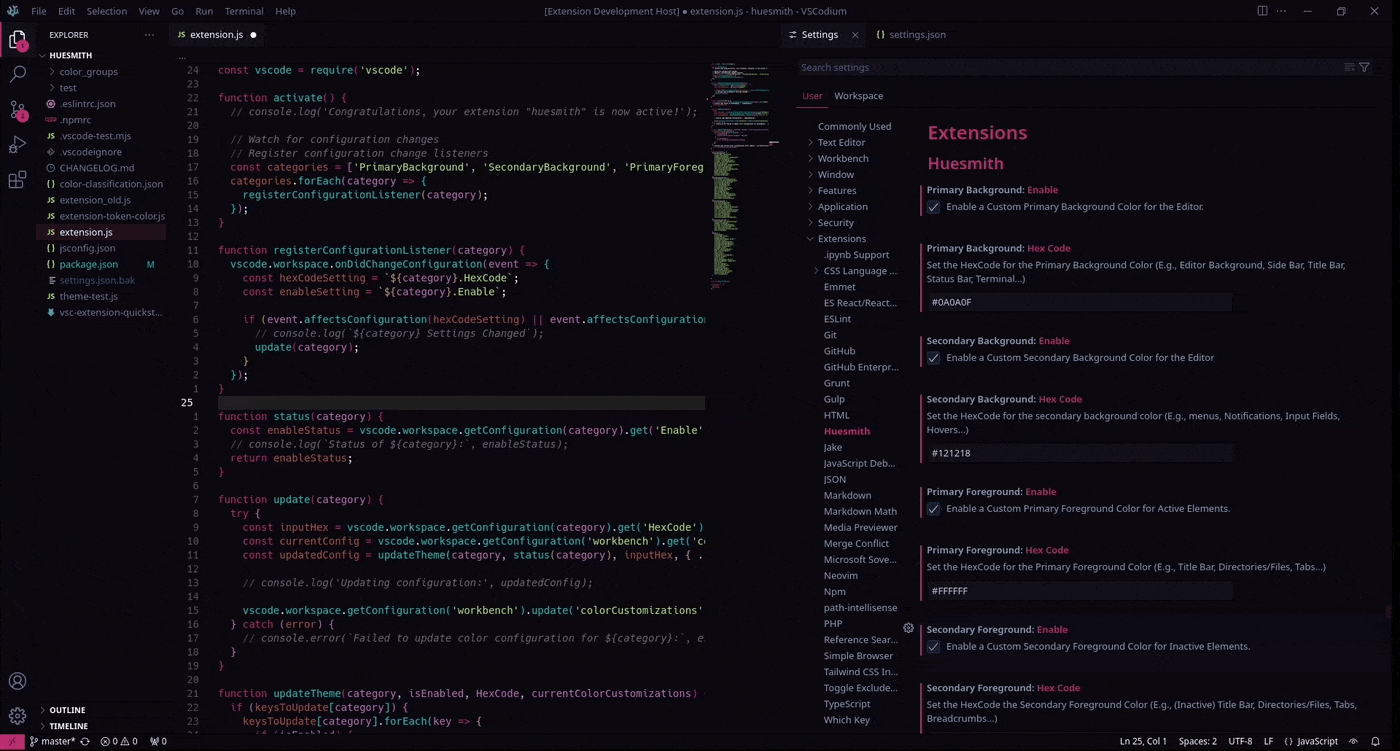 File Edit Selection View Go Run Terminal Help
[Extension Development Host] ● extension.js - huesmith - VSCodium
EXPLORER
HUESMITH
color_groups
test
.eslintrc.json
.npmrc
.vscode-test.mjs
.vscodeignore
CHANGELOG.md
color-classification.json
extension_old.js
extension-token-color.js
extension.js
jsconfig.json
package.json M
settings.json.bak
theme-test.js
vsc-extension-quickst...
OUTLINE
TIMELINE
JS extension.js ●
...
24 const vscode = require('vscode');
23
22 function activate() {
21 // console.log('Congratulations, your extension "huesmith" is now active!');
20
19 // Watch for configuration changes
18 // Register configuration change listeners
17 const categories = ['PrimaryBackground', 'SecondaryBackground', 'PrimaryForeg
16 categories.forEach(category => {
15 registerConfigurationListener(category);
14 });
13 }
12
11 function registerConfigurationListener(category) {
10 vscode.workspace.onDidChangeConfiguration(event => {
9 const hexCodeSetting = `${category}.HexCode`;
8 const enableSetting = `${category}.Enable`;
7
6 if (event.affectsConfiguration(hexCodeSetting) || event.affectsConfiguration
5 // console.log(`${category} Settings Changed`);
4 update(category);
3 }
2 });
1 }
25
1 function status(category) {
2 const enableStatus = vscode.workspace.getConfiguration(category).get('Enable'
3 // console.log(`Status of ${category}:`, enableStatus);
4 return enableStatus;
5 }
6
7 function update(category) {
8 try {
9 const inputHex = vscode.workspace.getConfiguration(category).get('HexCode')
10 const currentConfig = vscode.workspace.getConfiguration('workbench').get('co
11 const updatedConfig = updateTheme(category, status(category), inputHex, { .
12
13 // console.log('Updating configuration:', updatedConfig);
14
15 vscode.workspace.getConfiguration('workbench').update('colorCustomizations'
16 } catch (error) {
17 // console.error(`Failed to update color configuration for ${category}:`, e
18 }
19 }
20
21 function updateTheme(category, isEnabled, HexCode, currentColorCustomizations)
22 if (keysToUpdate[category]) {
23 keysToUpdate[category].forEach(key => {
Settings
settings.json
Search settings
User Workspace
Commonly Used
Text Editor
Workbench
Window
Features
Application
Security
Extensions
.ipynb Support
CSS Language ...
Emmet
ES React/React...
ESLint
Git
GitHub
GitHub Enterpr...
Grunt
Gulp
HTML
Huesmith
Jake
JavaScript Deb...
JSON
Markdown
Markdown Math
Media Previewer
Merge Conflict
Microsoft Sove...
Neovim
Npm
path-intellisense
PHP
Reference Sear...
Simple Browser
Tailwind CSS In...
Toggle Exclude...
TypeScript
Which Key
Extensions
Huesmith
Primary Background: Enable
Enable a Custom Primary Background Color for the Editor.
Primary Background: Hex Code
Set the HexCode for the Primary Background Color (E.g., Editor Background, Side Bar, Title Bar,
Status Bar, Terminal...)
#0A0A0F
Secondary Background: Enable
Enable a Custom Secondary Background Color for the Editor
Secondary Background: Hex Code
Set the HexCode for the secondary background color (E.g., menus, Notifications, Input Fields,
Hovers...)
#121218
Primary Foreground: Enable
Enable a Custom Primary Foreground Color for Active Elements.
Primary Foreground: Hex Code
Set the HexCode for the Primary Foreground Color (E.g., Title Bar, Directories/Files, Tabs...)
#FFFFFF
Secondary Foreground: Enable
Enable a Custom Secondary Foreground Color for Inactive Elements.
Secondary Foreground: Hex Code
Set the HexCode the Secondary Foreground Color (E.g., (Inactive) Title Bar, Directories/Files, Tabs,
Breadcrumbs...)
master* 0 0 0
Ln 25, Col 1 Spaces: 2 UTF-8 LF {} JavaScript